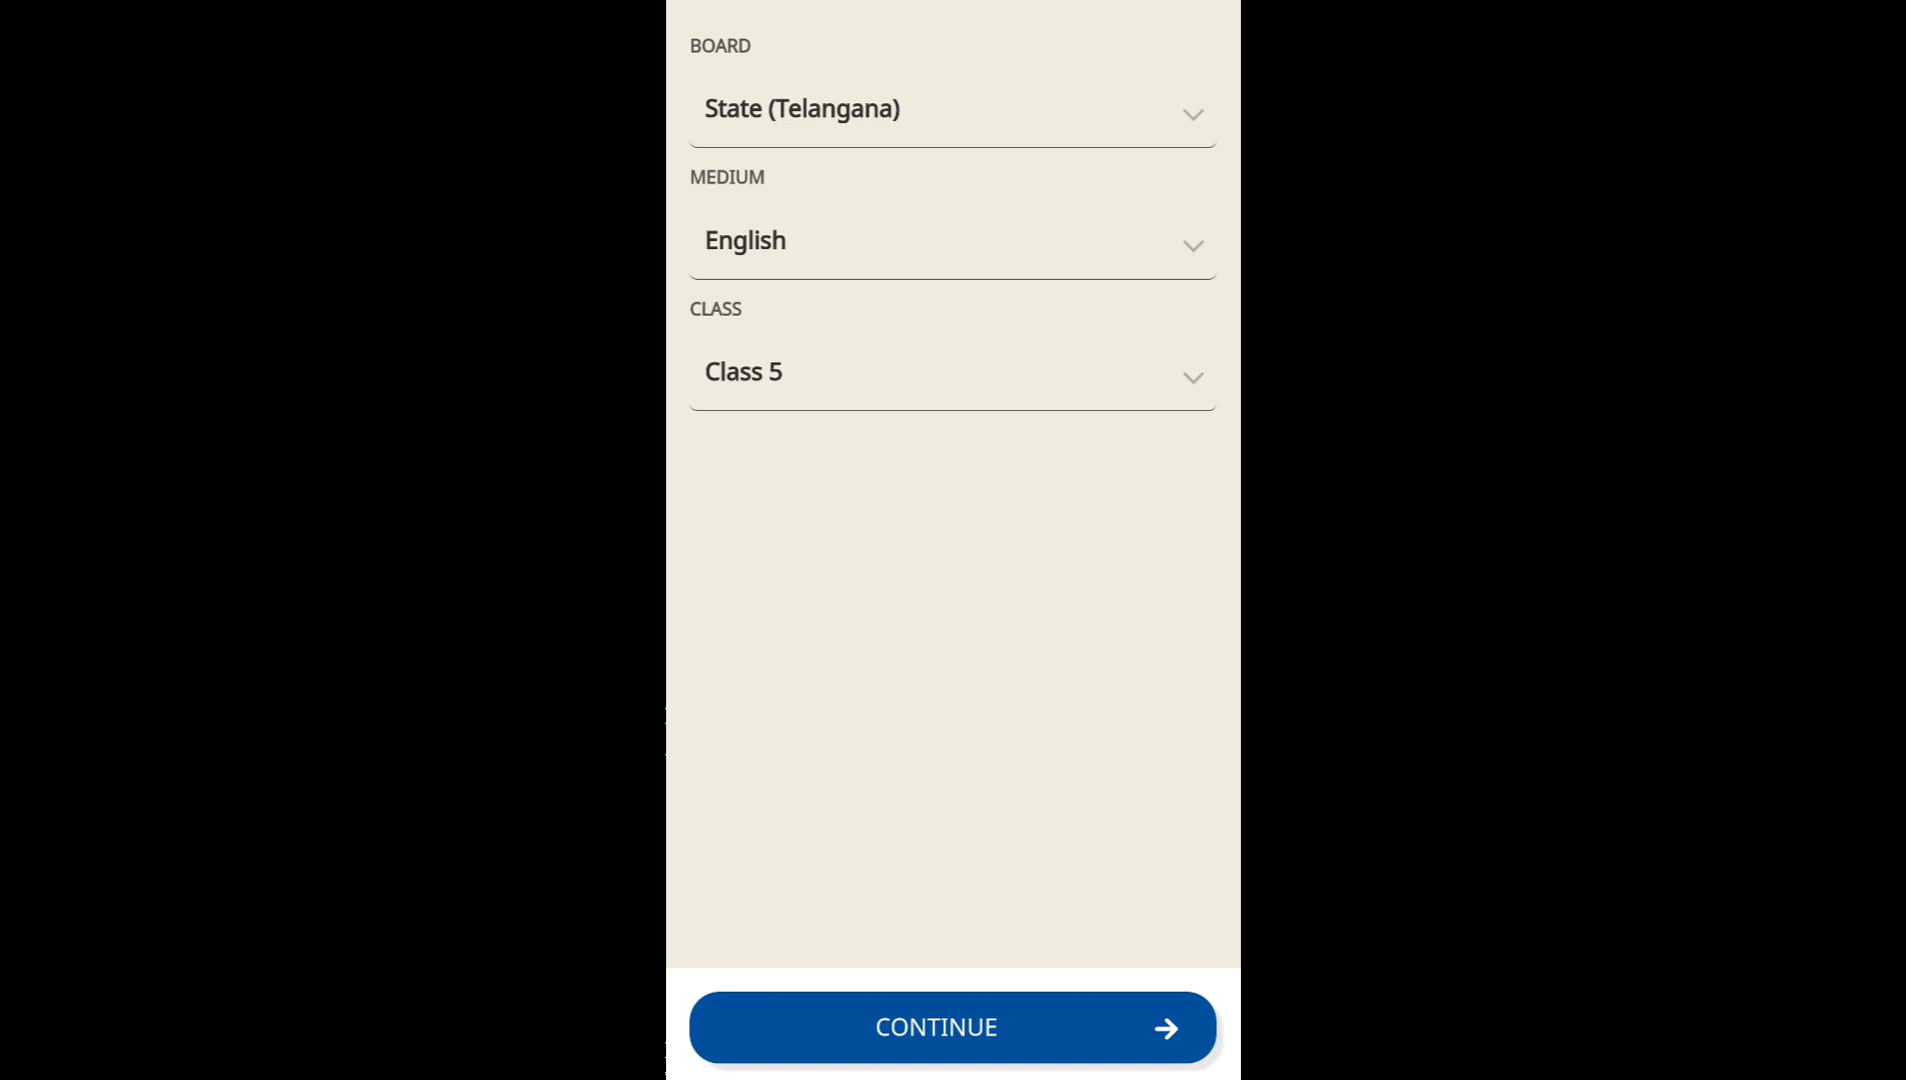 BOARD
State (Telangana)
MEDIUM
English
CLASS
Class 5
CONTINUE